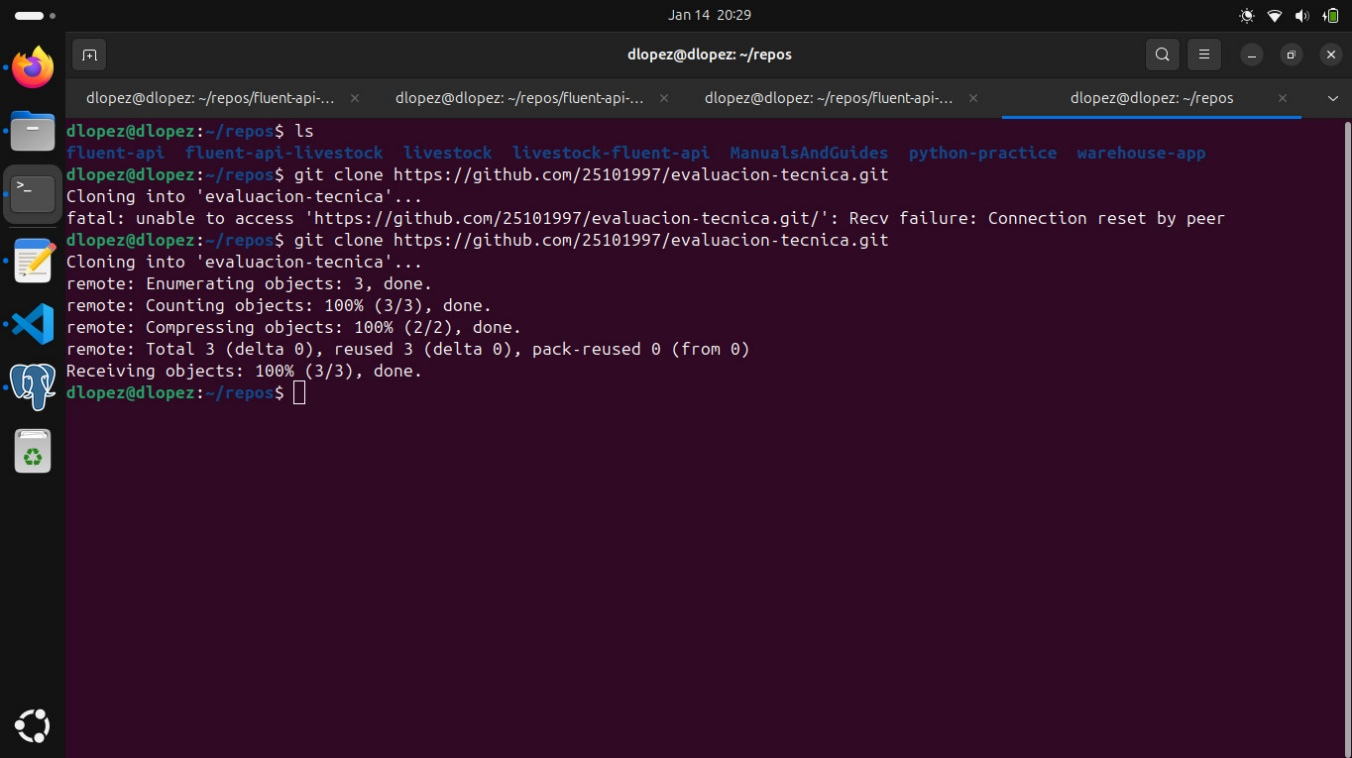 Jan 14 20:29
dlopez@dlopez: ~/repos
dlopez@dlopez: ~/repos/fluent-api-... dlopez@dlopez: ~/repos/fluent-api-... dlopez@dlopez: ~/repos/fluent-api-... dlopez@dlopez: ~/repos
dlopez@dlopez:~/repos$ ls
fluent-api fluent-api-livestock livestock livestock-fluent-api ManualsAndGuides python-practice warehouse-app
dlopez@dlopez:~/repos$ git clone https://github.com/25101997/evaluacion-tecnica.git
Cloning into 'evaluacion-tecnica'...
fatal: unable to access 'https://github.com/25101997/evaluacion-tecnica.git/': Recv failure: Connection reset by peer
dlopez@dlopez:~/repos$ git clone https://github.com/25101997/evaluacion-tecnica.git
Cloning into 'evaluacion-tecnica'...
remote: Enumerating objects: 3, done.
remote: Counting objects: 100% (3/3), done.
remote: Compressing objects: 100% (2/2), done.
remote: Total 3 (delta 0), reused 3 (delta 0), pack-reused 0 (from 0)
Receiving objects: 100% (3/3), done.
dlopez@dlopez:~/repos$